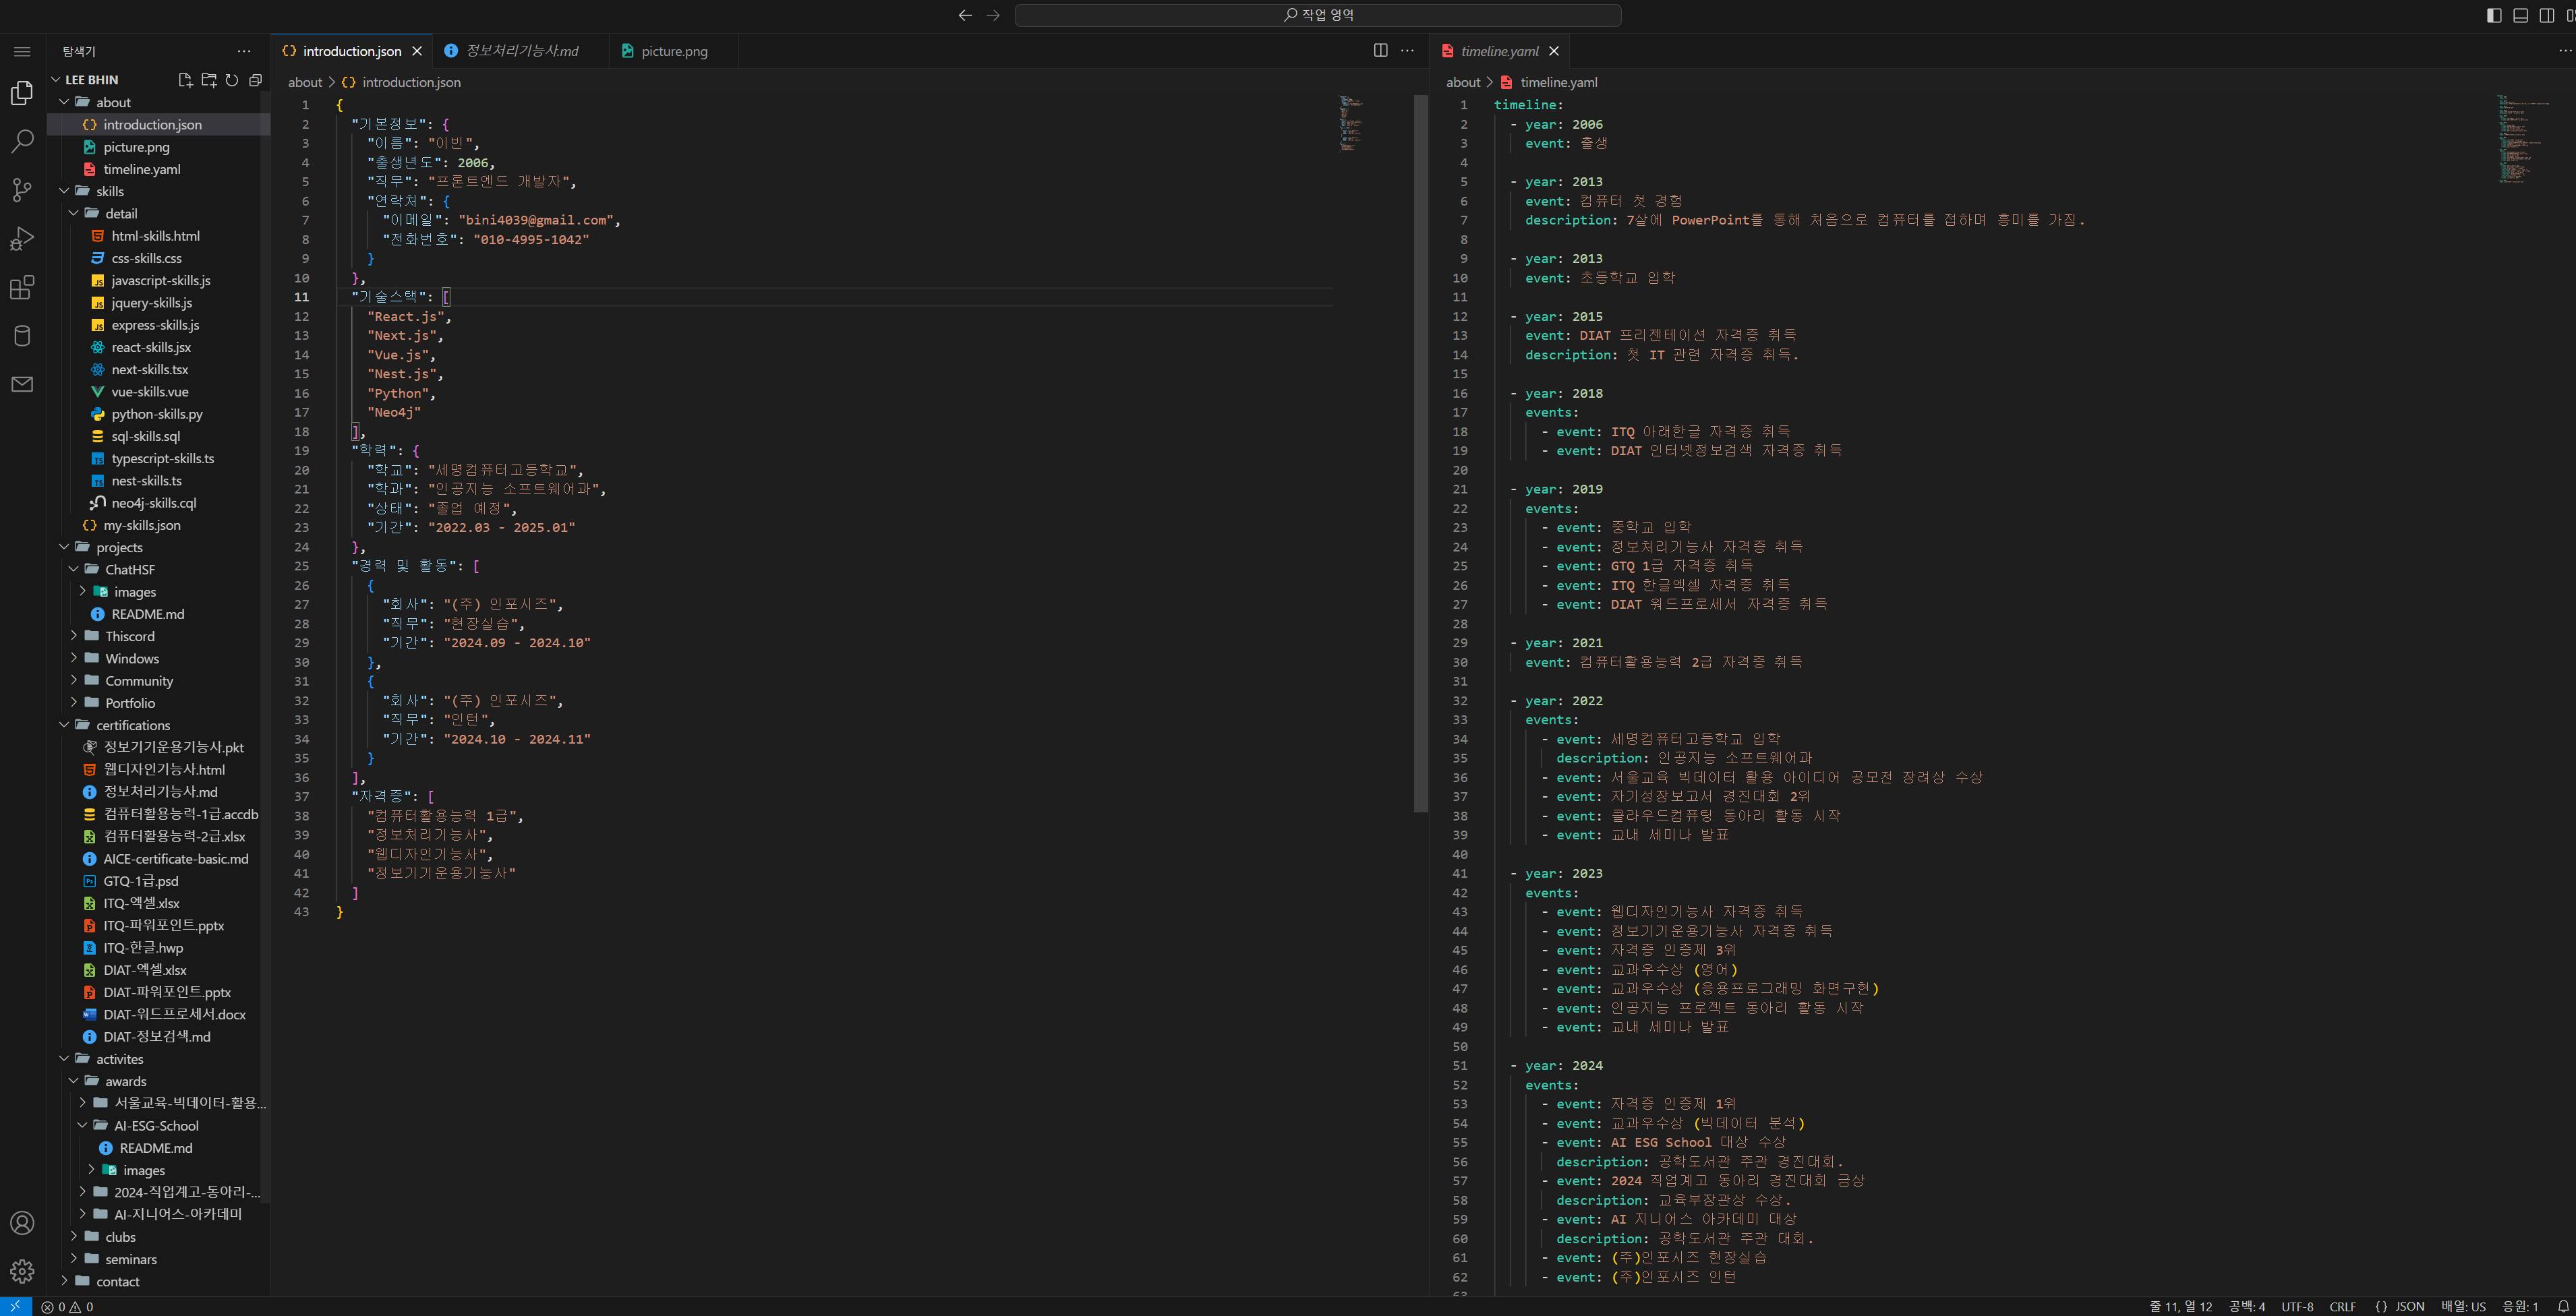 작업 영역
탐색기
LEE BHIN
about
introduction.json
picture.png
timeline.yaml
skills
detail
html-skills.html
css-skills.css
javascript-skills.js
jquery-skills.js
express-skills.js
react-skills.jsx
next-skills.tsx
vue-skills.vue
python-skills.py
sql-skills.sql
typescript-skills.ts
nest-skills.ts
neo4j-skills.cql
my-skills.json
projects
ChatHSF
images
README.md
Thiscord
Windows
Community
Portfolio
certifications
정보기기운용기능사.pkt
웹디자인기능사.html
정보처리기능사.md
컴퓨터활용능력-1급.accdb
컴퓨터활용능력-2급.xlsx
AICE-certificate-basic.md
GTQ-1급.psd
ITQ-엑셀.xlsx
ITQ-파워포인트.pptx
ITQ-한글.hwp
DIAT-엑셀.xlsx
DIAT-파워포인트.pptx
DIAT-워드프로세서.docx
DIAT-정보검색.md
activites
awards
서울교육-빅데이터-활용...
AI-ESG-School
README.md
images
2024-직업계고-동아리-...
AI-지니어스-아카데미
clubs
seminars
contact
introduction.json
정보처리기능사.md
picture.png
about > introduction.json
1 {
2 "기본정보": {
3 "이름": "이빈",
4 "출생년도": 2006,
5 "직무": "프론트엔드 개발자",
6 "연락처": {
7 "이메일": "bini4039@gmail.com",
8 "전화번호": "010-4995-1042"
9 }
10 },
11 "기술스택": [
12 "React.js",
13 "Next.js",
14 "Vue.js",
15 "Nest.js",
16 "Python",
17 "Neo4j"
18 ],
19 "학력": {
20 "학교": "세명컴퓨터고등학교",
21 "학과": "인공지능 소프트웨어과",
22 "상태": "졸업 예정",
23 "기간": "2022.03 - 2025.01"
24 },
25 "경력 및 활동": [
26 {
27 "회사": "(주) 인포시즈",
28 "직무": "현장실습",
29 "기간": "2024.09 - 2024.10"
30 },
31 {
32 "회사": "(주) 인포시즈",
33 "직무": "인턴",
34 "기간": "2024.10 - 2024.11"
35 }
36 ],
37 "자격증": [
38 "컴퓨터활용능력 1급",
39 "정보처리기능사",
40 "웹디자인기능사",
41 "정보기기운용기능사"
42 ]
43 }
timeline.yaml
about > timeline.yaml
1 timeline:
2 - year: 2006
3 event: 출생
4
5 - year: 2013
6 event: 컴퓨터 첫 경험
7 description: 7살에 PowerPoint를 통해 처음으로 컴퓨터를 접하며 흥미를 가짐.
8
9 - year: 2013
10 event: 초등학교 입학
11
12 - year: 2015
13 event: DIAT 프리젠테이션 자격증 취득
14 description: 첫 IT 관련 자격증 취득.
15
16 - year: 2018
17 events:
18 - event: ITQ 아래한글 자격증 취득
19 - event: DIAT 인터넷정보검색 자격증 취득
20
21 - year: 2019
22 events:
23 - event: 중학교 입학
24 - event: 정보처리기능사 자격증 취득
25 - event: GTQ 1급 자격증 취득
26 - event: ITQ 한글엑셀 자격증 취득
27 - event: DIAT 워드프로세서 자격증 취득
28
29 - year: 2021
30 event: 컴퓨터활용능력 2급 자격증 취득
31
32 - year: 2022
33 events:
34 - event: 세명컴퓨터고등학교 입학
35 description: 인공지능 소프트웨어과
36 - event: 서울교육 빅데이터 활용 아이디어 공모전 장려상 수상
37 - event: 자기성장보고서 경진대회 2위
38 - event: 클라우드컴퓨팅 동아리 활동 시작
39 - event: 교내 세미나 발표
40
41 - year: 2023
42 events:
43 - event: 웹디자인기능사 자격증 취득
44 - event: 정보기기운용기능사 자격증 취득
45 - event: 자격증 인증제 3위
46 - event: 교과우수상 (영어)
47 - event: 교과우수상 (응용프로그래밍 화면구현)
48 - event: 인공지능 프로젝트 동아리 활동 시작
49 - event: 교내 세미나 발표
50
51 - year: 2024
52 events:
53 - event: 자격증 인증제 1위
54 - event: 교과우수상 (빅데이터 분석)
55 - event: AI ESG School 대상 수상
56 description: 공학도서관 주관 경진대회.
57 - event: 2024 직업계고 동아리 경진대회 금상
58 description: 교육부장관상 수상.
59 - event: AI 지니어스 아카데미 대상
60 description: 공학도서관 주관 대회.
61 - event: (주)인포시즈 현장실습
62 - event: (주)인포시즈 인턴
0 0
줄 11, 열 12 공백: 4 UTF-8 CRLF {} JSON 배열: US 응원: 1